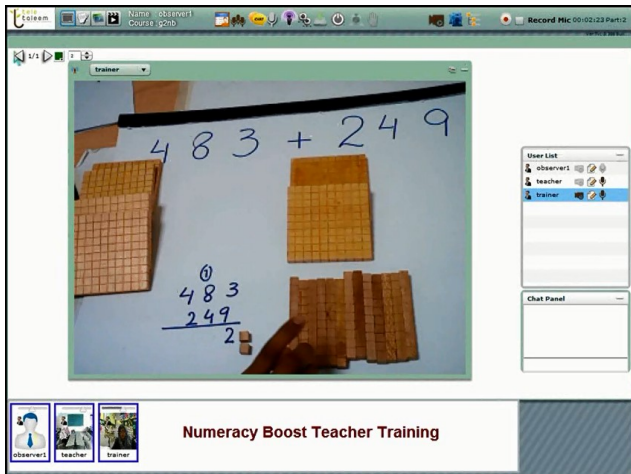 tele
taleem
Name observer1
Course g2nb
Record Mic 00:02:23 Part:2
1/1
trainer
483 + 249
1
483
249
2
User List
observer1
teacher
trainer
Chat Panel
observer1
teacher
trainer
Numeracy Boost Teacher Training